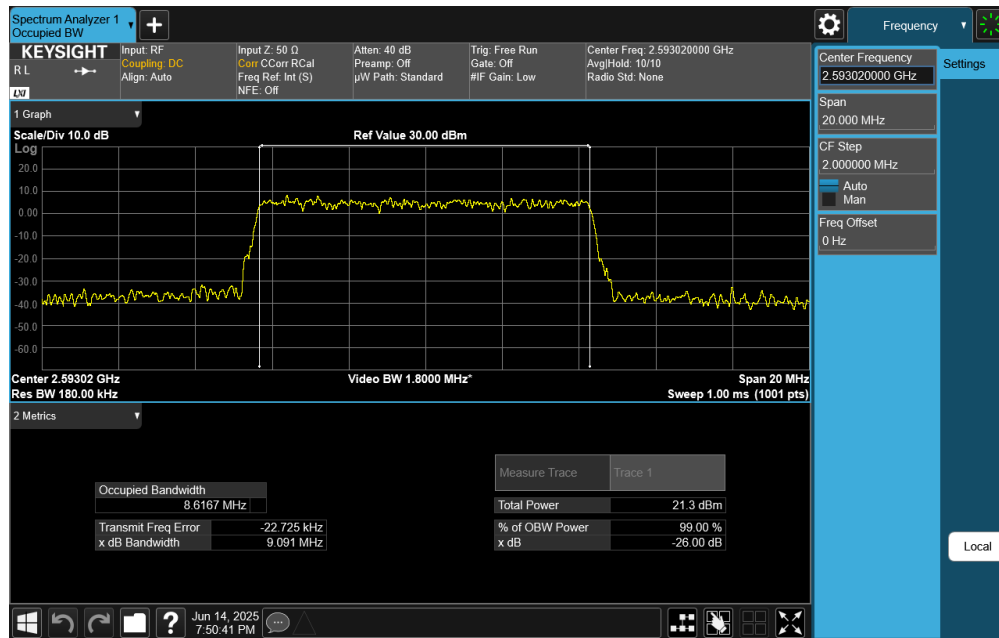 Spectrum Analyzer 1
Occupied BW
Frequency
KEYSIGHT
R L
LXI
Input: RF
Coupling: DC
Align: Auto
Input Z: 50 Ω
Corr CCorr RCal
Freq Ref: Int (S)
NFE: Off
Atten: 40 dB
Preamp: Off
µW Path: Standard
Trig: Free Run
Gate: Off
#IF Gain: Low
Center Freq: 2.593020000 GHz
Avg|Hold: 10/10
Radio Std: None
Center Frequency
2.593020000 GHz
Settings
Span
20.000 MHz
CF Step
2.000000 MHz
Auto
Man
Freq Offset
0 Hz
1 Graph
Scale/Div 10.0 dB
Ref Value 30.00 dBm
Log
20.0
10.0
0.00
-10.0
-20.0
-30.0
-40.0
-50.0
-60.0
Center 2.59302 GHz
Video BW 1.8000 MHz*
Span 20 MHz
Res BW 180.00 kHz
Sweep 1.00 ms (1001 pts)
2 Metrics
Measure Trace
Trace 1
Occupied Bandwidth
8.6167 MHz
Total Power
21.3 dBm
Transmit Freq Error
-22.725 kHz
% of OBW Power
99.00 %
x dB Bandwidth
9.091 MHz
x dB
-26.00 dB
Local
?
Jun 14, 2025
7:50:41 PM